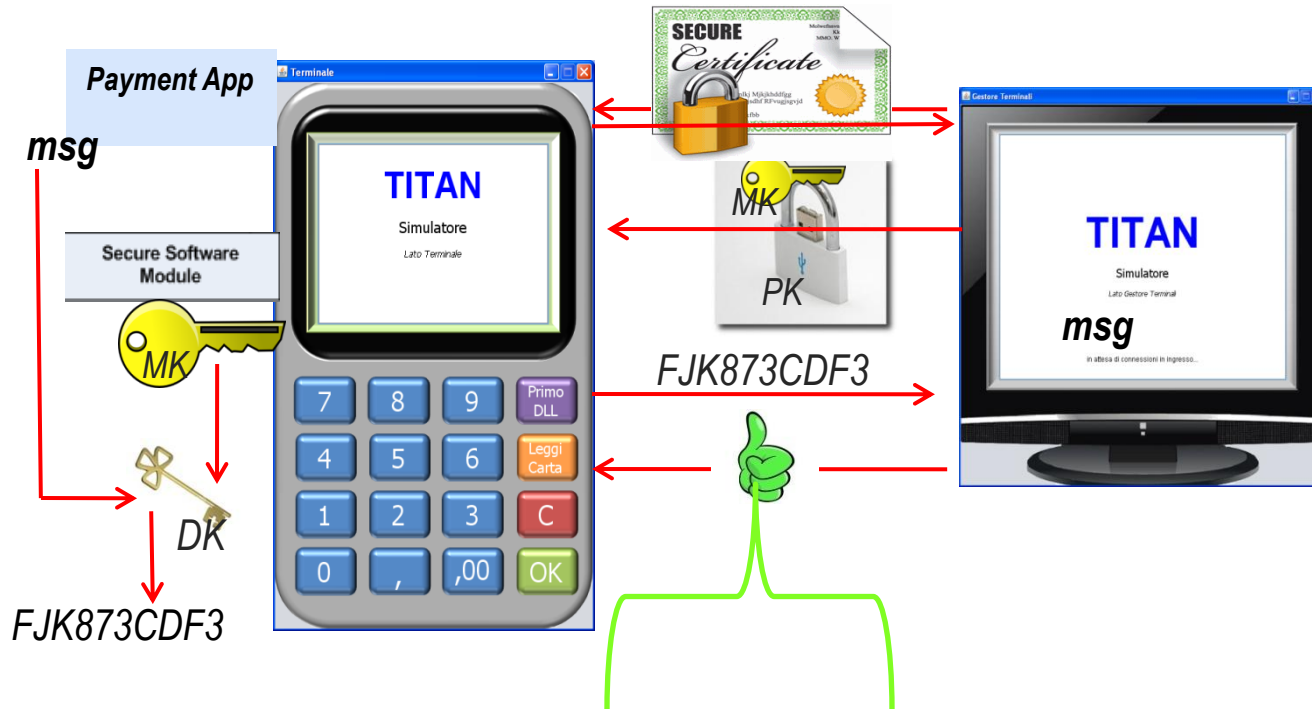 Payment App
msg
Secure Software
Module
MK
DK
FJK873CDF3
Terminale
TITAN
Simulatore
Lato Terminale
7
8
9
Primo
DLL
4
5
6
Leggi
Carta
1
2
3
C
0
,
,00
OK
SECURE
Certificate
MK
PK
FJK873CDF3
Gestore Terminali
TITAN
Simulatore
Lato Gestore Terminali
msg
in attesa di connessioni in ingresso...